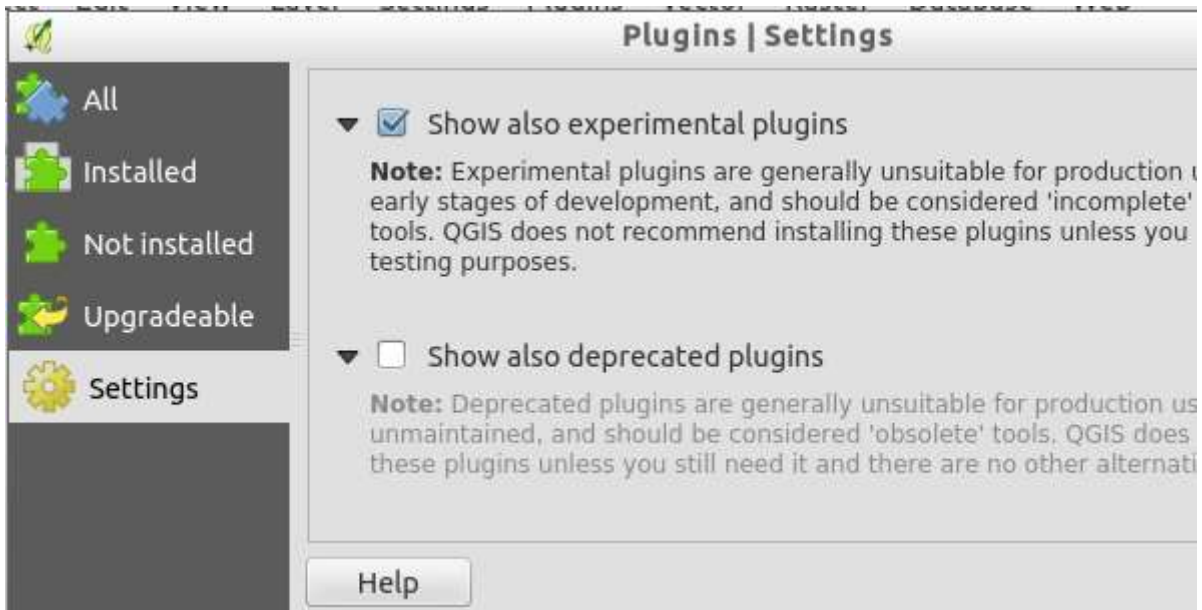 Plugins | Settings
All
Installed
Not installed
Upgradeable
Settings
Show also experimental plugins
Note: Experimental plugins are generally unsuitable for production
early stages of development, and should be considered 'incomplete'
tools. QGIS does not recommend installing these plugins unless you
testing purposes.
Show also deprecated plugins
Note: Deprecated plugins are generally unsuitable for production us
unmaintained, and should be considered 'obsolete' tools. QGIS does
these plugins unless you still need it and there are no other alternati
Help